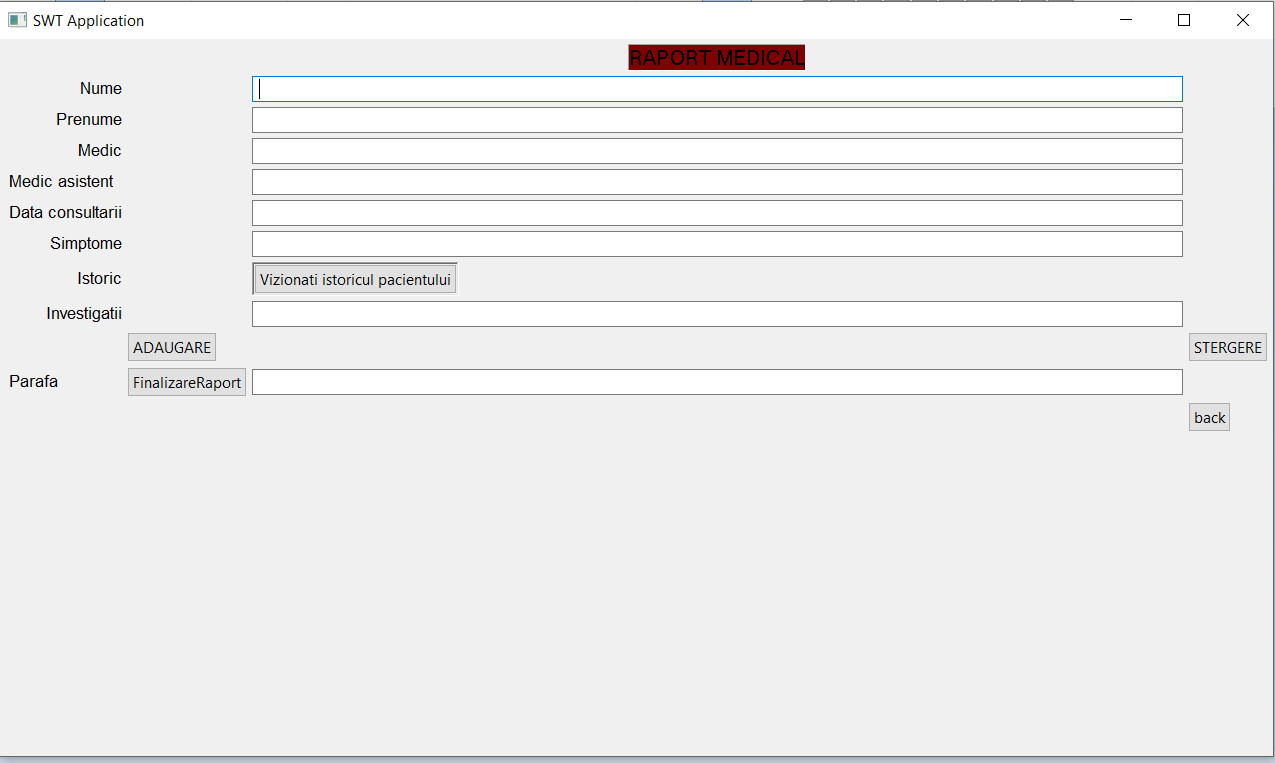 SWT Application
RAPORT MEDICAL
Nume
Prenume
Medic
Medic asistent
Data consultarii
Simptome
Istoric Vizionati istoricul pacientului
Investigatii
ADAUGARE STERGERE
Parafa FinalizareRaport
back